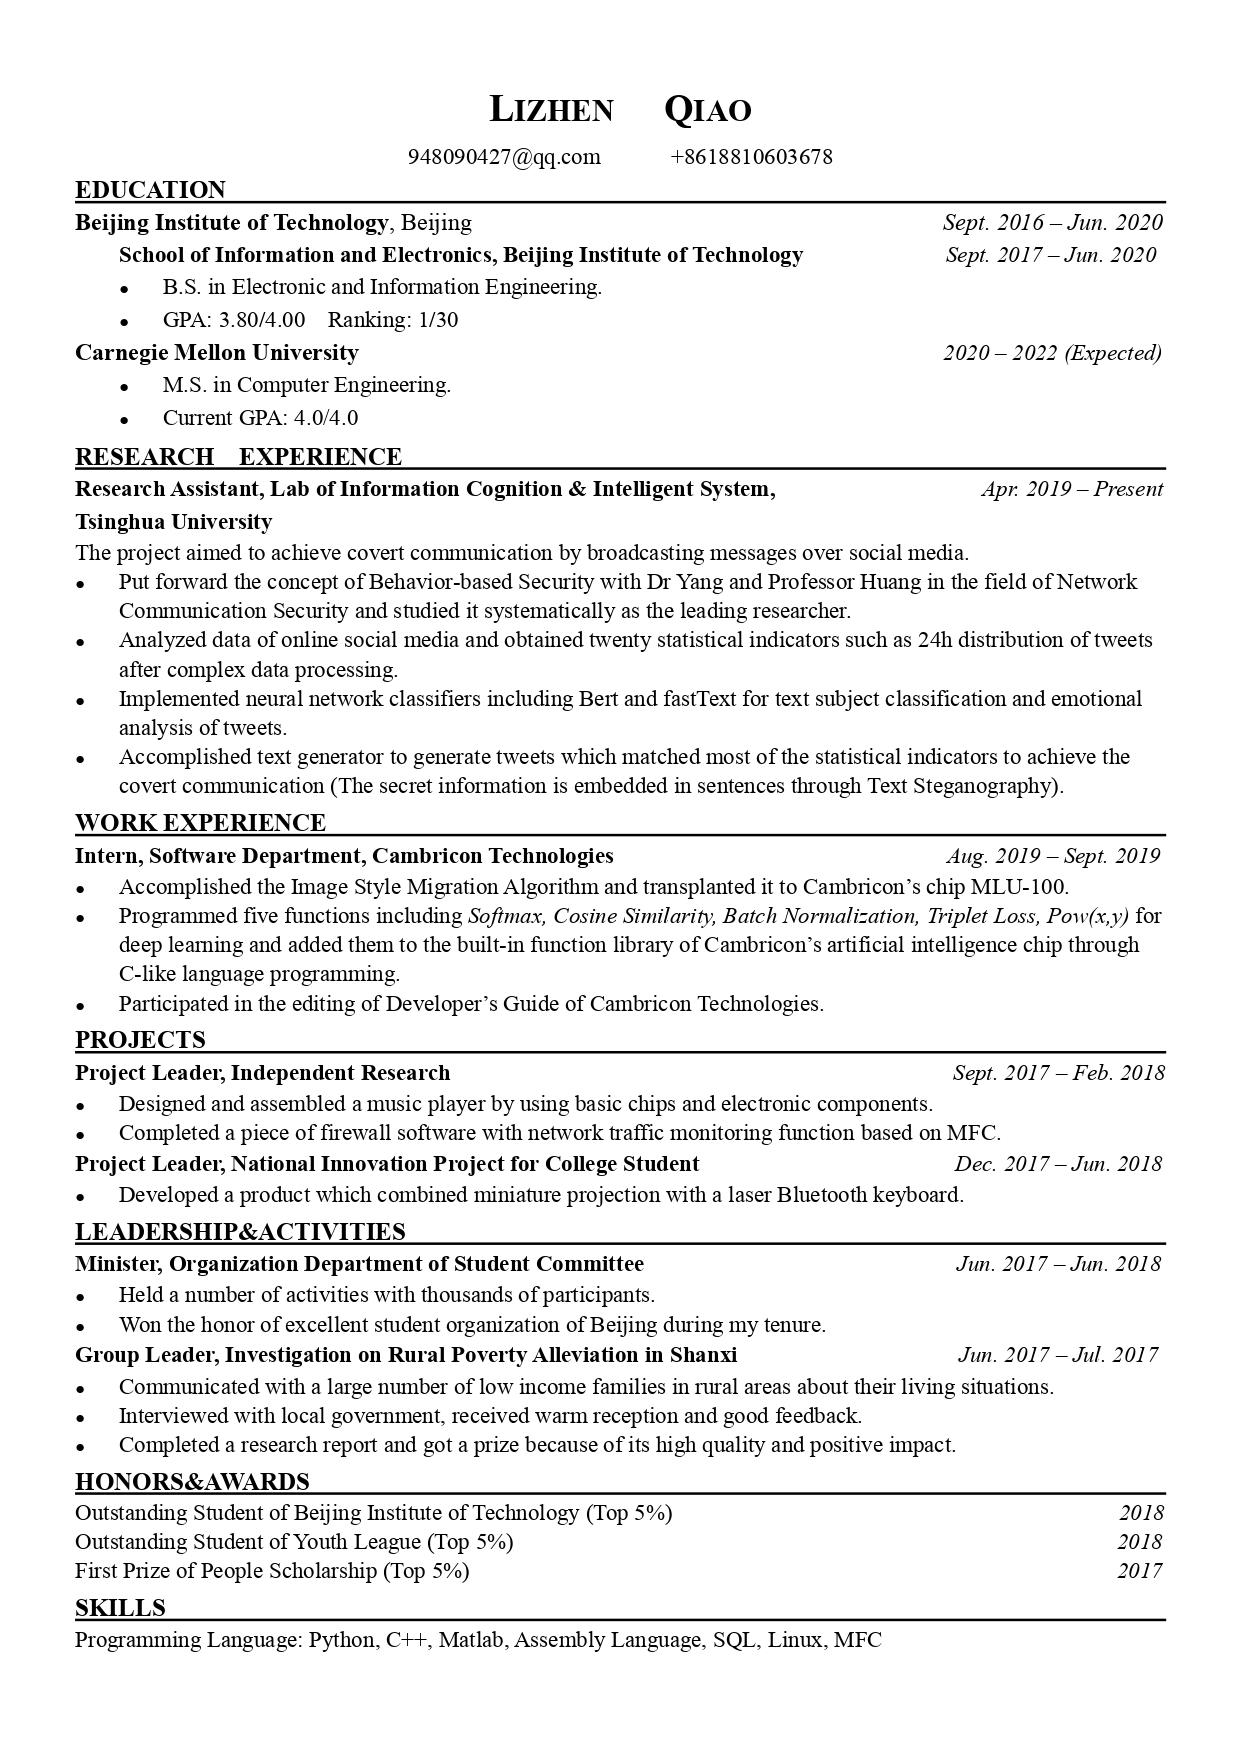 LIZHEN QIAO
948090427@qq.com +8618810603678
EDUCATION
Beijing Institute of Technology, Beijing Sept. 2016 – Jun. 2020
School of Information and Electronics, Beijing Institute of Technology Sept. 2017 – Jun. 2020
● B.S. in Electronic and Information Engineering.
● GPA: 3.80/4.00 Ranking: 1/30
Carnegie Mellon University 2020 – 2022 (Expected)
● M.S. in Computer Engineering.
● Current GPA: 4.0/4.0
RESEARCH EXPERIENCE
Research Assistant, Lab of Information Cognition & Intelligent System, Apr. 2019 – Present
Tsinghua University
The project aimed to achieve covert communication by broadcasting messages over social media.
● Put forward the concept of Behavior-based Security with Dr Yang and Professor Huang in the field of Network
Communication Security and studied it systematically as the leading researcher.
● Analyzed data of online social media and obtained twenty statistical indicators such as 24h distribution of tweets
after complex data processing.
● Implemented neural network classifiers including Bert and fastText for text subject classification and emotional
analysis of tweets.
● Accomplished text generator to generate tweets which matched most of the statistical indicators to achieve the
covert communication (The secret information is embedded in sentences through Text Steganography).
WORK EXPERIENCE
Intern, Software Department, Cambricon Technologies Aug. 2019 – Sept. 2019
● Accomplished the Image Style Migration Algorithm and transplanted it to Cambricon’s chip MLU-100.
● Programmed five functions including Softmax, Cosine Similarity, Batch Normalization, Triplet Loss, Pow(x,y) for
deep learning and added them to the built-in function library of Cambricon’s artificial intelligence chip through
C-like language programming.
● Participated in the editing of Developer’s Guide of Cambricon Technologies.
PROJECTS
Project Leader, Independent Research Sept. 2017 – Feb. 2018
● Designed and assembled a music player by using basic chips and electronic components.
● Completed a piece of firewall software with network traffic monitoring function based on MFC.
Project Leader, National Innovation Project for College Student Dec. 2017 – Jun. 2018
● Developed a product which combined miniature projection with a laser Bluetooth keyboard.
LEADERSHIP&ACTIVITIES
Minister, Organization Department of Student Committee Jun. 2017 – Jun. 2018
● Held a number of activities with thousands of participants.
● Won the honor of excellent student organization of Beijing during my tenure.
Group Leader, Investigation on Rural Poverty Alleviation in Shanxi Jun. 2017 – Jul. 2017
● Communicated with a large number of low income families in rural areas about their living situations.
● Interviewed with local government, received warm reception and good feedback.
● Completed a research report and got a prize because of its high quality and positive impact.
HONORS&AWARDS
Outstanding Student of Beijing Institute of Technology (Top 5%) 2018
Outstanding Student of Youth League (Top 5%) 2018
First Prize of People Scholarship (Top 5%) 2017
SKILLS
Programming Language: Python, C++, Matlab, Assembly Language, SQL, Linux, MFC